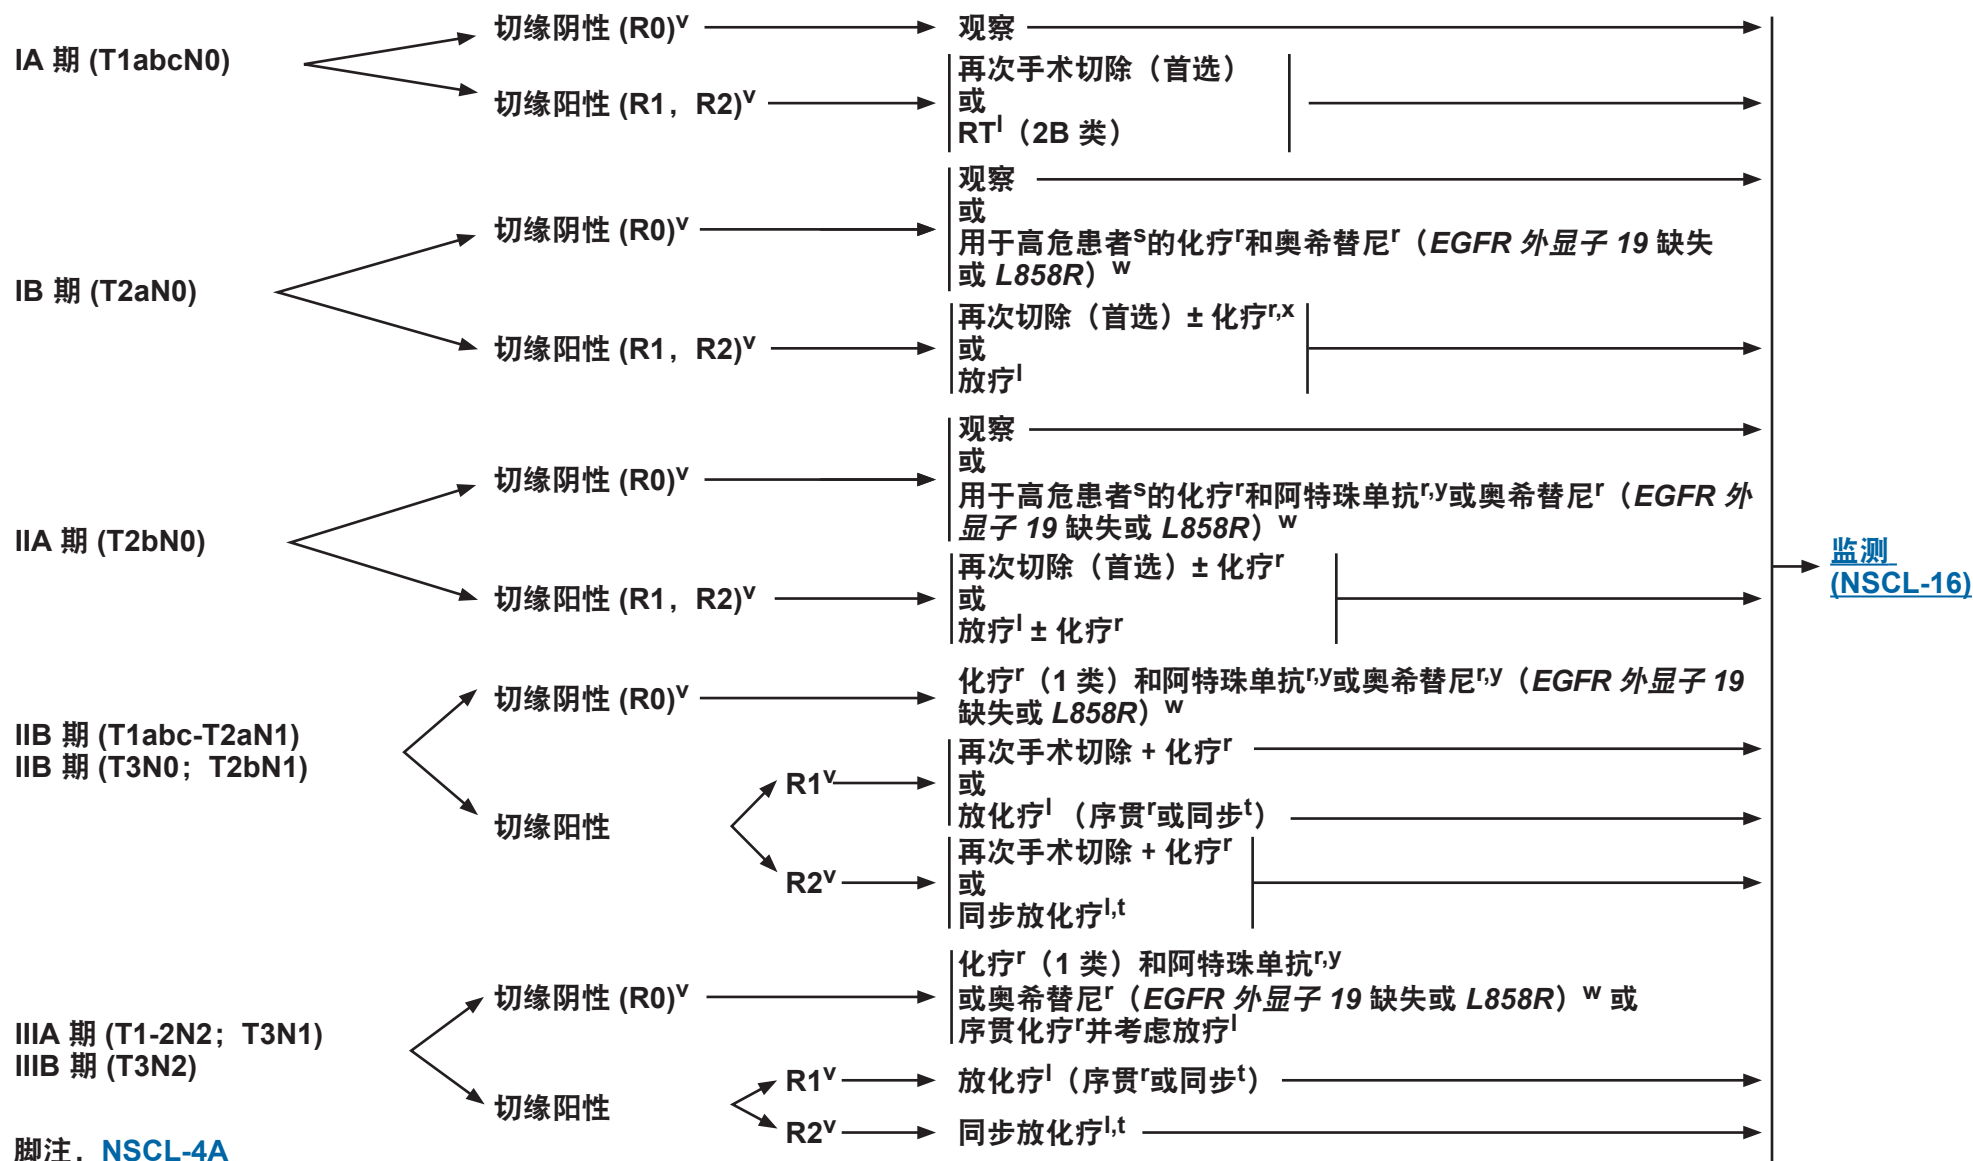 IA 期 (T1abcN0)
切缘阴性 (R0)v
观察
切缘阳性 (R1，R2)v
再次手术切除（首选）
或
RTl（2B 类）
IB 期 (T2aN0)
切缘阴性 (R0)v
观察
或
用于高危患者s的化疗r和奥希替尼r（EGFR 外显子 19 缺失
或 L858R）w
切缘阳性 (R1，R2)v
再次切除（首选）± 化疗r,x
或
放疗l
IIA 期 (T2bN0)
切缘阴性 (R0)v
观察
或
用于高危患者s的化疗r和阿特珠单抗r,y或奥希替尼r（EGFR 外
显子 19 缺失或 L858R）w
切缘阳性 (R1，R2)v
再次切除（首选）± 化疗r
或
放疗l ± 化疗r
IIB 期 (T1abc-T2aN1)
IIB 期 (T3N0；T2bN1)
切缘阴性 (R0)v
化疗r（1 类）和阿特珠单抗r,y或奥希替尼r,y（EGFR 外显子 19
缺失或 L858R）w
切缘阳性
R1v
再次手术切除 + 化疗r
或
放化疗l（序贯r或同步t）
R2v
再次手术切除 + 化疗r
或
同步放化疗l,t
IIIA 期 (T1-2N2；T3N1)
IIIB 期 (T3N2)
切缘阴性 (R0)v
化疗r（1 类）和阿特珠单抗r,y
或奥希替尼r（EGFR 外显子 19 缺失或 L858R）w 或
序贯化疗r并考虑放疗l
切缘阳性
R1v
放化疗l（序贯r或同步t）
R2v
同步放化疗l,t
监测
(NSCL-16)
脚注，NSCL-4A